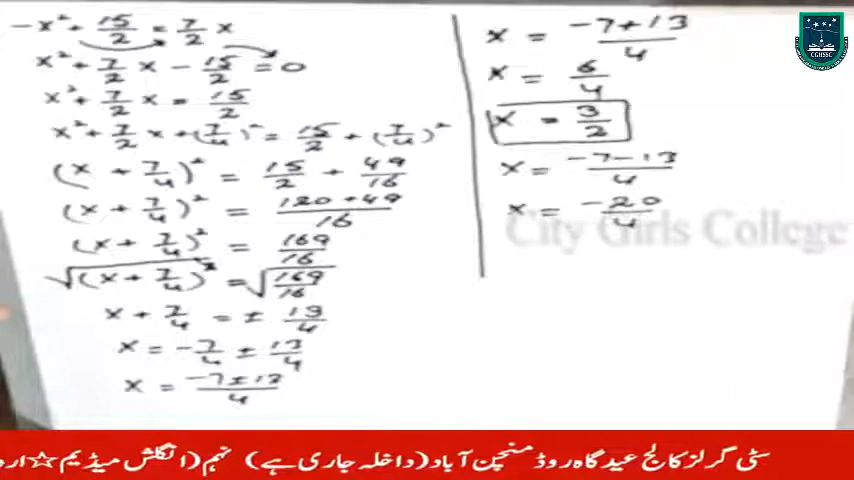 -x² + 15/2 = 7/2 x
x² + 7/2 x - 15/2 = 0
x² + 7/2 x = 15/2
x² + 7/2 x + (7/4)² = 15/2 + (7/4)²
(x + 7/4)² = 15/2 + 49/16
(x + 7/4)² = (120 + 49)/16
(x + 7/4)² = 169/16
√(x + 7/4)² = √(169/16)
x + 7/4 = ± 13/4
x = -7/4 ± 13/4
x = (-7 ± 13)/4
x = (-7 + 13)/4
x = 6/4
x = 3/2
x = (-7 - 13)/4
x = -20/4
City Girls College
CGHSSC
سٹی گرلز کالج عیدگاہ روڈ منچن آباد (داخلہ جاری ہے) نہم (انگلش میڈیم☆ارد